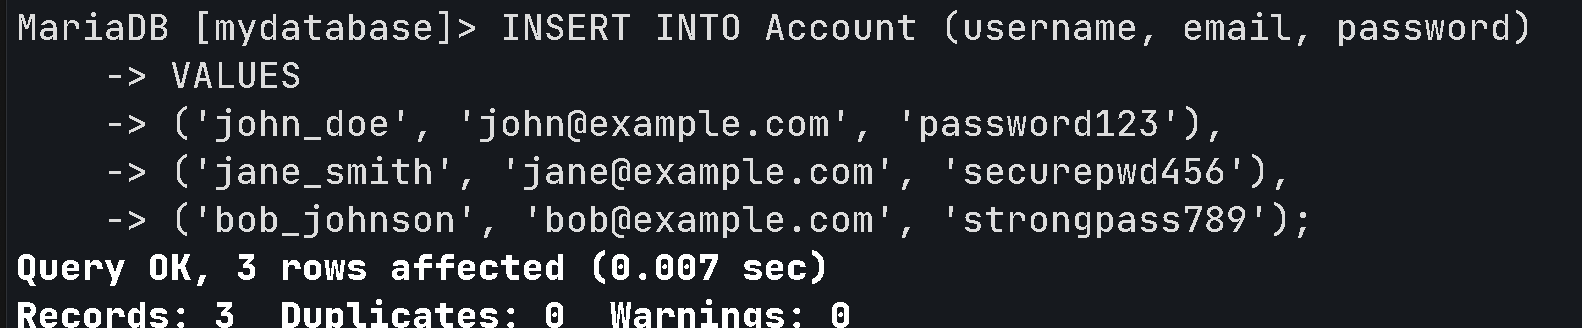 MariaDB [mydatabase]> INSERT INTO Account (username, email, password)
    -> VALUES
    -> ('john_doe', 'john@example.com', 'password123'),
    -> ('jane_smith', 'jane@example.com', 'securepwd456'),
    -> ('bob_johnson', 'bob@example.com', 'strongpass789');
Query OK, 3 rows affected (0.007 sec)
Records: 3  Duplicates: 0  Warnings: 0